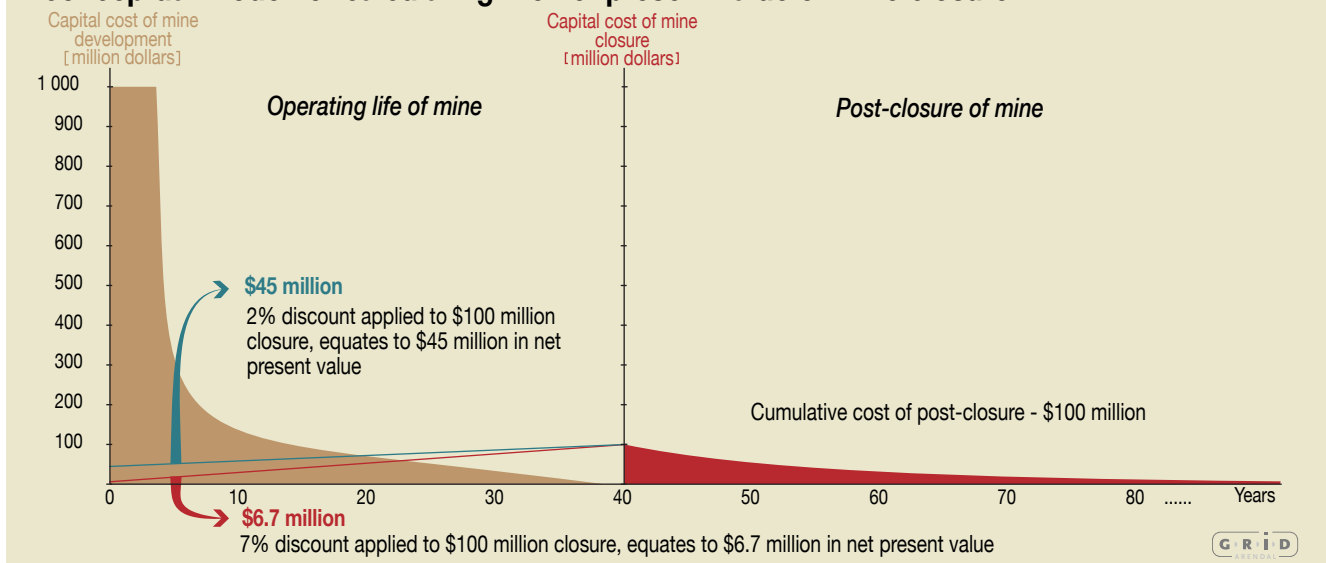 Capital cost of mine
development
[million dollars]
Capital cost of mine
closure
[million dollars]
1 000
900
800
700
600
500
400
300
200
100
Operating life of mine
Post-closure of mine
$45 million
2% discount applied to $100 million
closure, equates to $45 million in net
present value
Cumulative cost of post-closure - $100 million
0 10 20 30 40 50 60 70 80 ...... Years
$6.7 million
7% discount applied to $100 million closure, equates to $6.7 million in net present value
GRiD
ARENDAL